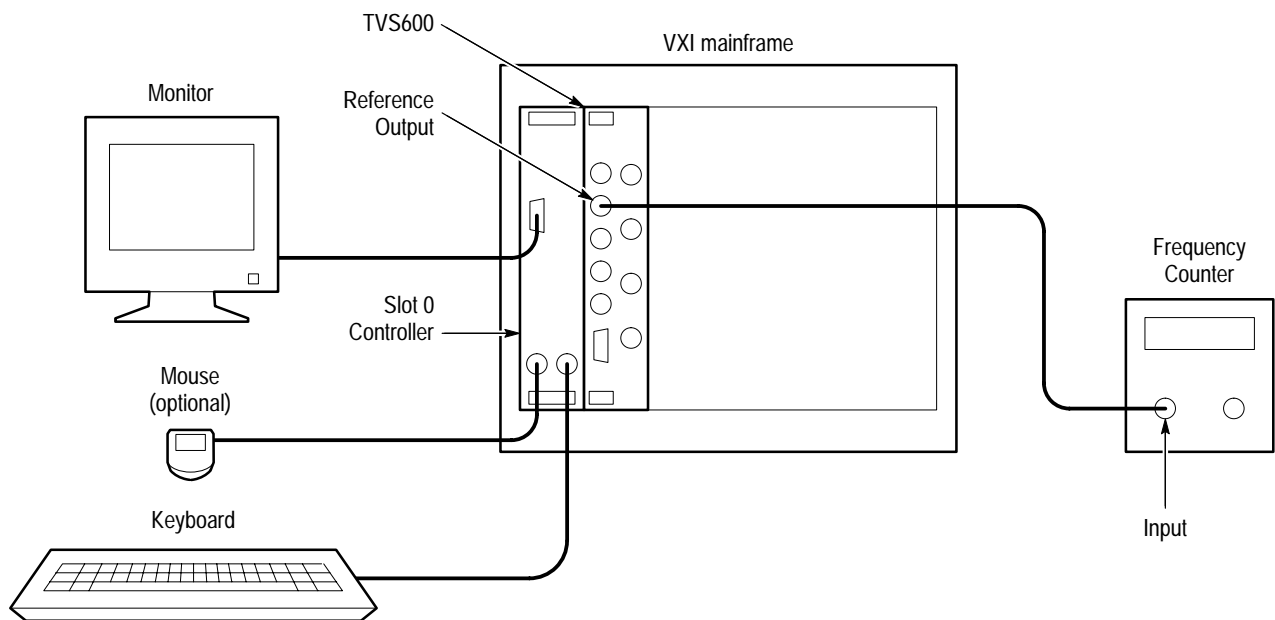 TVS600
VXI mainframe
Monitor
Reference
Output
Frequency
Counter
Slot 0
Controller
Mouse
(optional)
Keyboard
Input